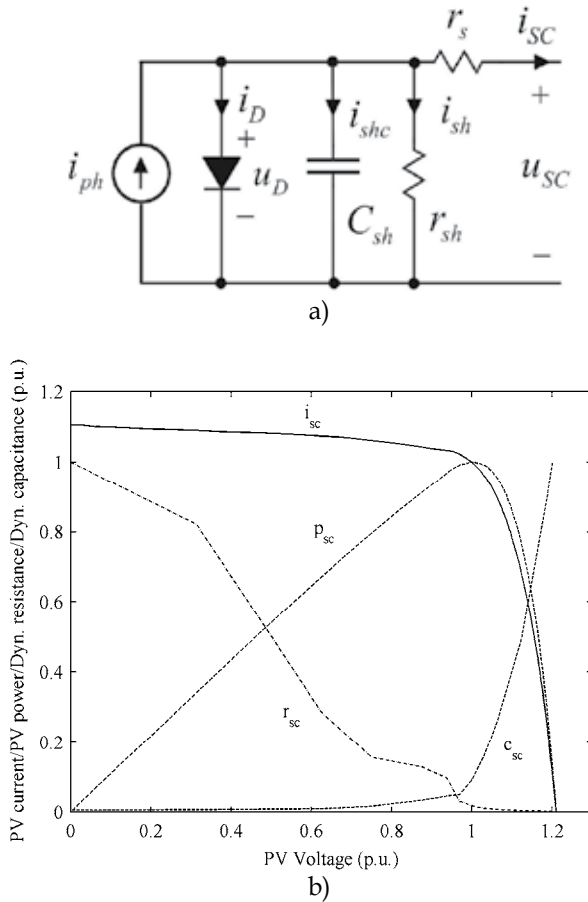 r_s i_SC
i_D + i_shc i_sh +
i_ph u_D u_SC
− C_sh r_sh −
a)
PV current/PV power/Dyn. resistance/Dyn. capacitance (p.u.)
1.2
1
0.8
0.6
0.4
0.2
0
i_sc
p_sc
r_sc
c_sc
0 0.2 0.4 0.6 0.8 1 1.2
PV Voltage (p.u.)
b)